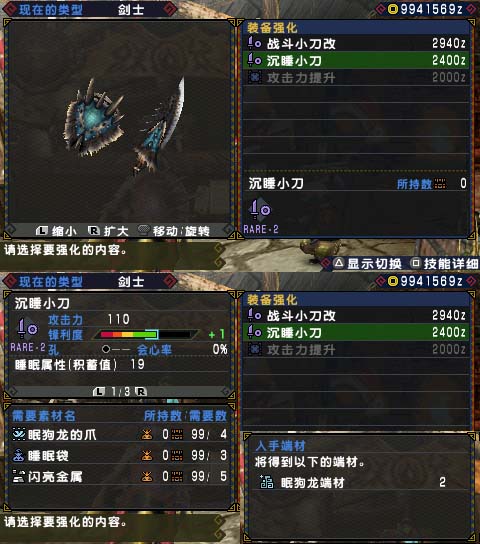 现在的类型 剑士
9941569z
装备强化
战斗小刀改 2940z
沉睡小刀 2400z
攻击力提升 2000z
沉睡小刀 所持数 0
RARE-2
L 缩小 R 扩大 移动/旋转
请选择要强化的内容。
△显示切换 □技能详细
现在的类型 剑士
9941569z
沉睡小刀
攻击力 110
锋利度 +1
RARE-2 孔 ○-- 会心率 0%
睡眠属性(积蓄值) 19
L 1/3 R
需要素材名 所持数/需要数
眠狗龙的爪 0 99/ 4
睡眠袋 0 99/ 3
闪亮金属 0 99/ 5
请选择要强化的内容。
装备强化
战斗小刀改 2940z
沉睡小刀 2400z
攻击力提升 2000z
入手端材
将得到以下的端材。
眠狗龙端材 2